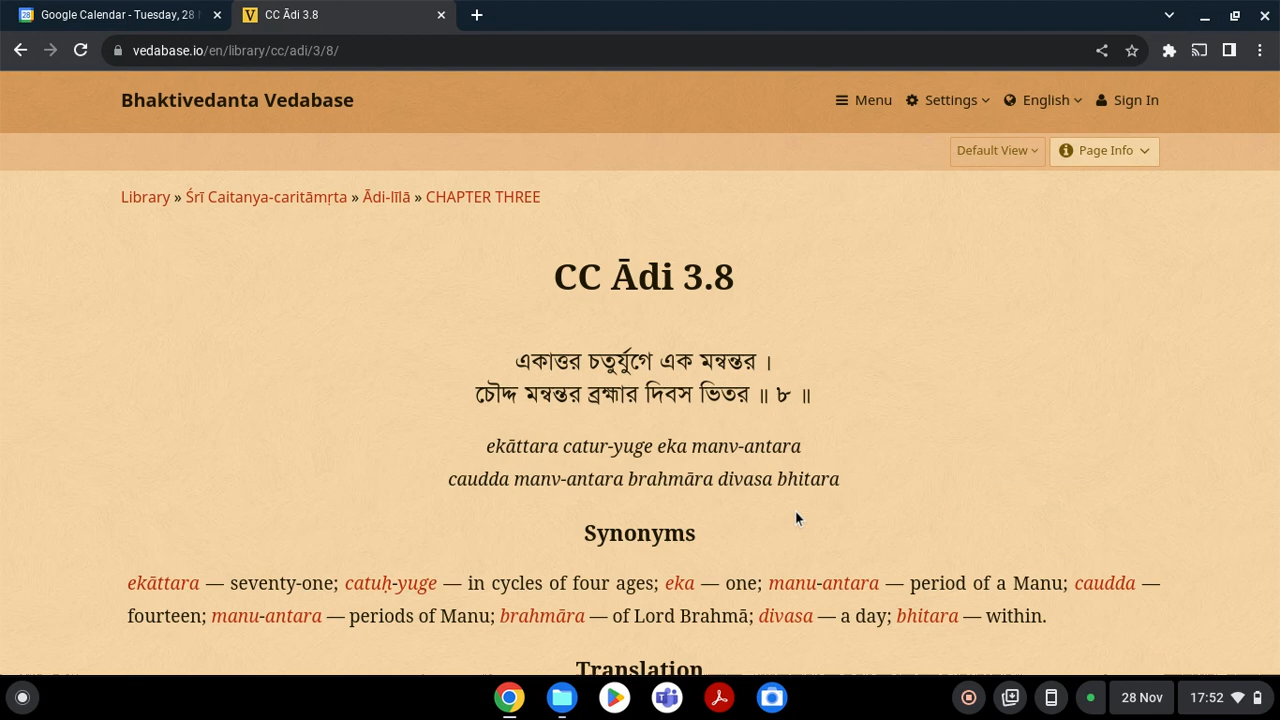 Google Calendar - Tuesday, 28 N
CC Ādi 3.8
vedabase.io/en/library/cc/adi/3/8/
Bhaktivedanta Vedabase
Menu
Settings
English
Sign In
Default View
Page Info
Library » Śrī Caitanya-caritāmṛta » Ādi-līlā » CHAPTER THREE
CC Ādi 3.8
একাত্তর চতুর্যুগে এক মন্বন্তর ।
চৌদ্দ মন্বন্তর ব্রহ্মার দিবস ভিতর ॥ ৮ ॥
ekāttara catur-yuge eka manv-antara
caudda manv-antara brahmāra divasa bhitara
Synonyms
ekāttara — seventy-one; catuḥ-yuge — in cycles of four ages; eka — one; manu-antara — period of a Manu; caudda —
fourteen; manu-antara — periods of Manu; brahmāra — of Lord Brahmā; divasa — a day; bhitara — within.
Translation
28 Nov
17:52